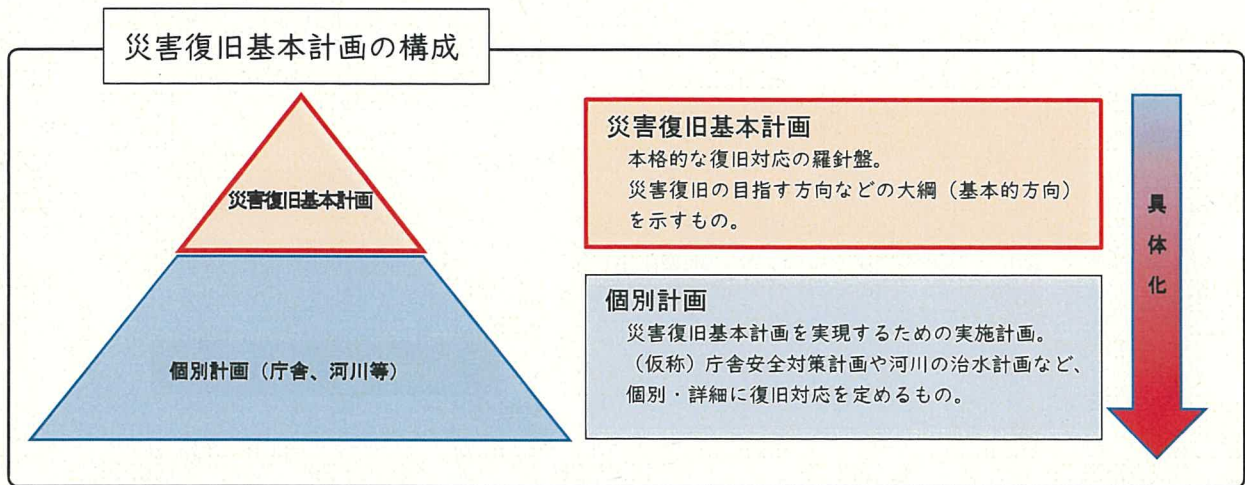 災害復旧基本計画の構成
災害復旧基本計画
個別計画（庁舎、河川等）
災害復旧基本計画
本格的な復旧対応の羅針盤。
災害復旧の目指す方向などの大綱（基本的方向）
を示すもの。
個別計画
災害復旧基本計画を実現するための実施計画。
（仮称）庁舎安全対策計画や河川の治水計画など、
個別・詳細に復旧対応を定めるもの。
具体化